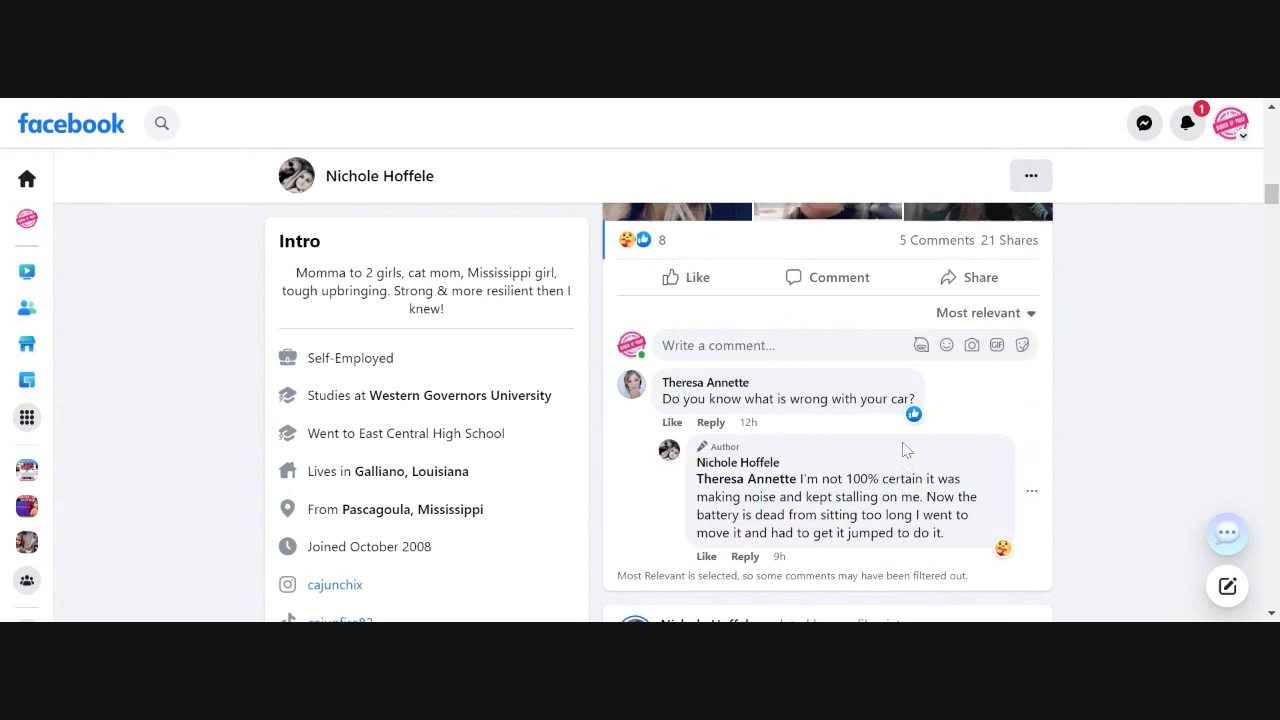 facebook
1
Nichole Hoffele
Intro
Momma to 2 girls, cat mom, Mississippi girl,
tough upbringing. Strong & more resilient then I
knew!
Self-Employed
Studies at Western Governors University
Went to East Central High School
Lives in Galliano, Louisiana
From Pascagoula, Mississippi
Joined October 2008
cajunchix
8
5 Comments 21 Shares
Like
Comment
Share
Most relevant
Write a comment...
GIF
Theresa Annette
Do you know what is wrong with your car?
Like Reply 12h
Author
Nichole Hoffele
Theresa Annette I'm not 100% certain it was
making noise and kept stalling on me. Now the
battery is dead from sitting too long I went to
move it and had to get it jumped to do it.
Like Reply 9h
Most Relevant is selected, so some comments may have been filtered out.